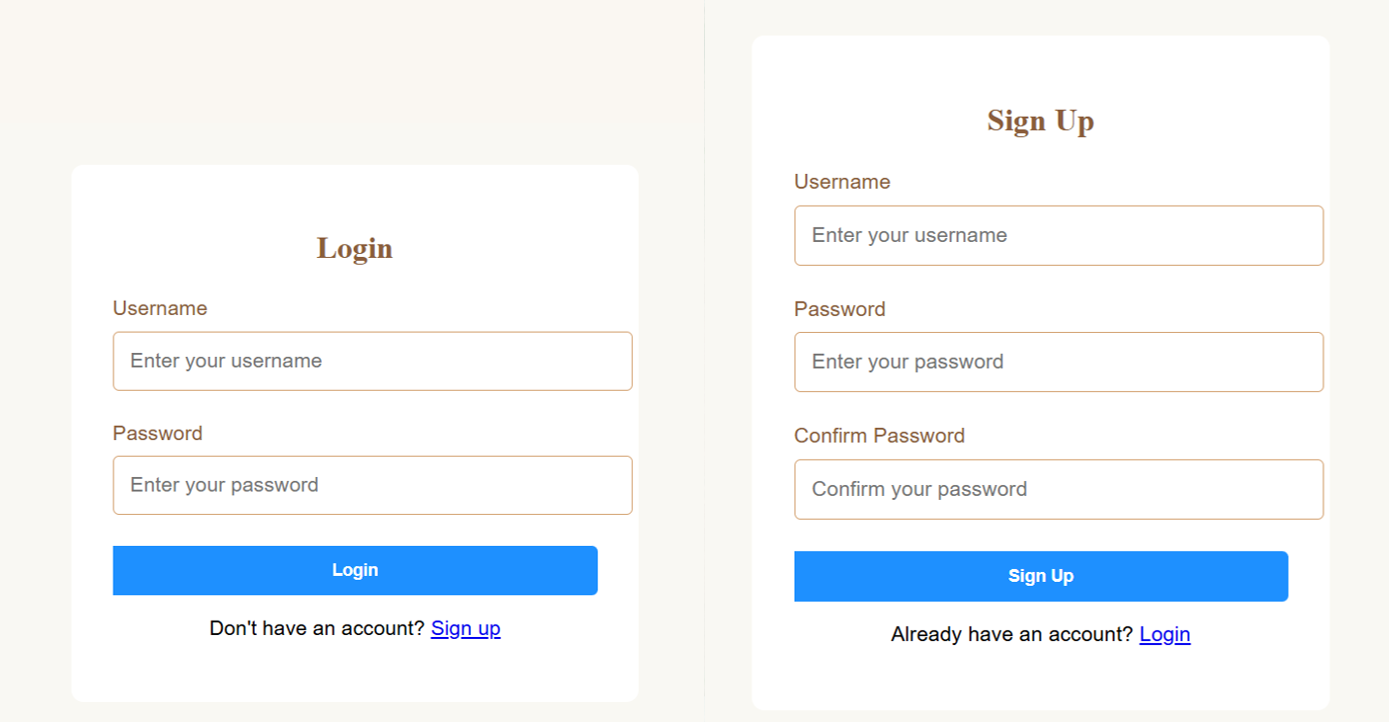 Login
Username
Enter your username
Password
Enter your password
Login
Don't have an account? Sign up
Sign Up
Username
Enter your username
Password
Enter your password
Confirm Password
Confirm your password
Sign Up
Already have an account? Login